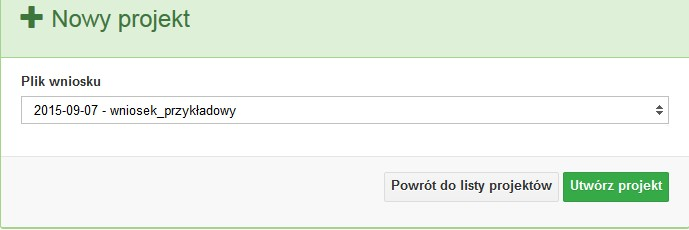 Nowy projekt
Plik wniosku
2015-09-07 - wniosek_przykładowy
Powrót do listy projektów Utwórz projekt